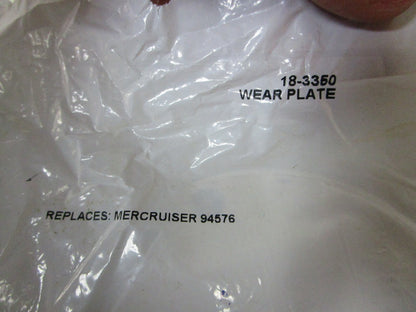 18-3350
WEAR PLATE
REPLACES: MERCRUISER 94576